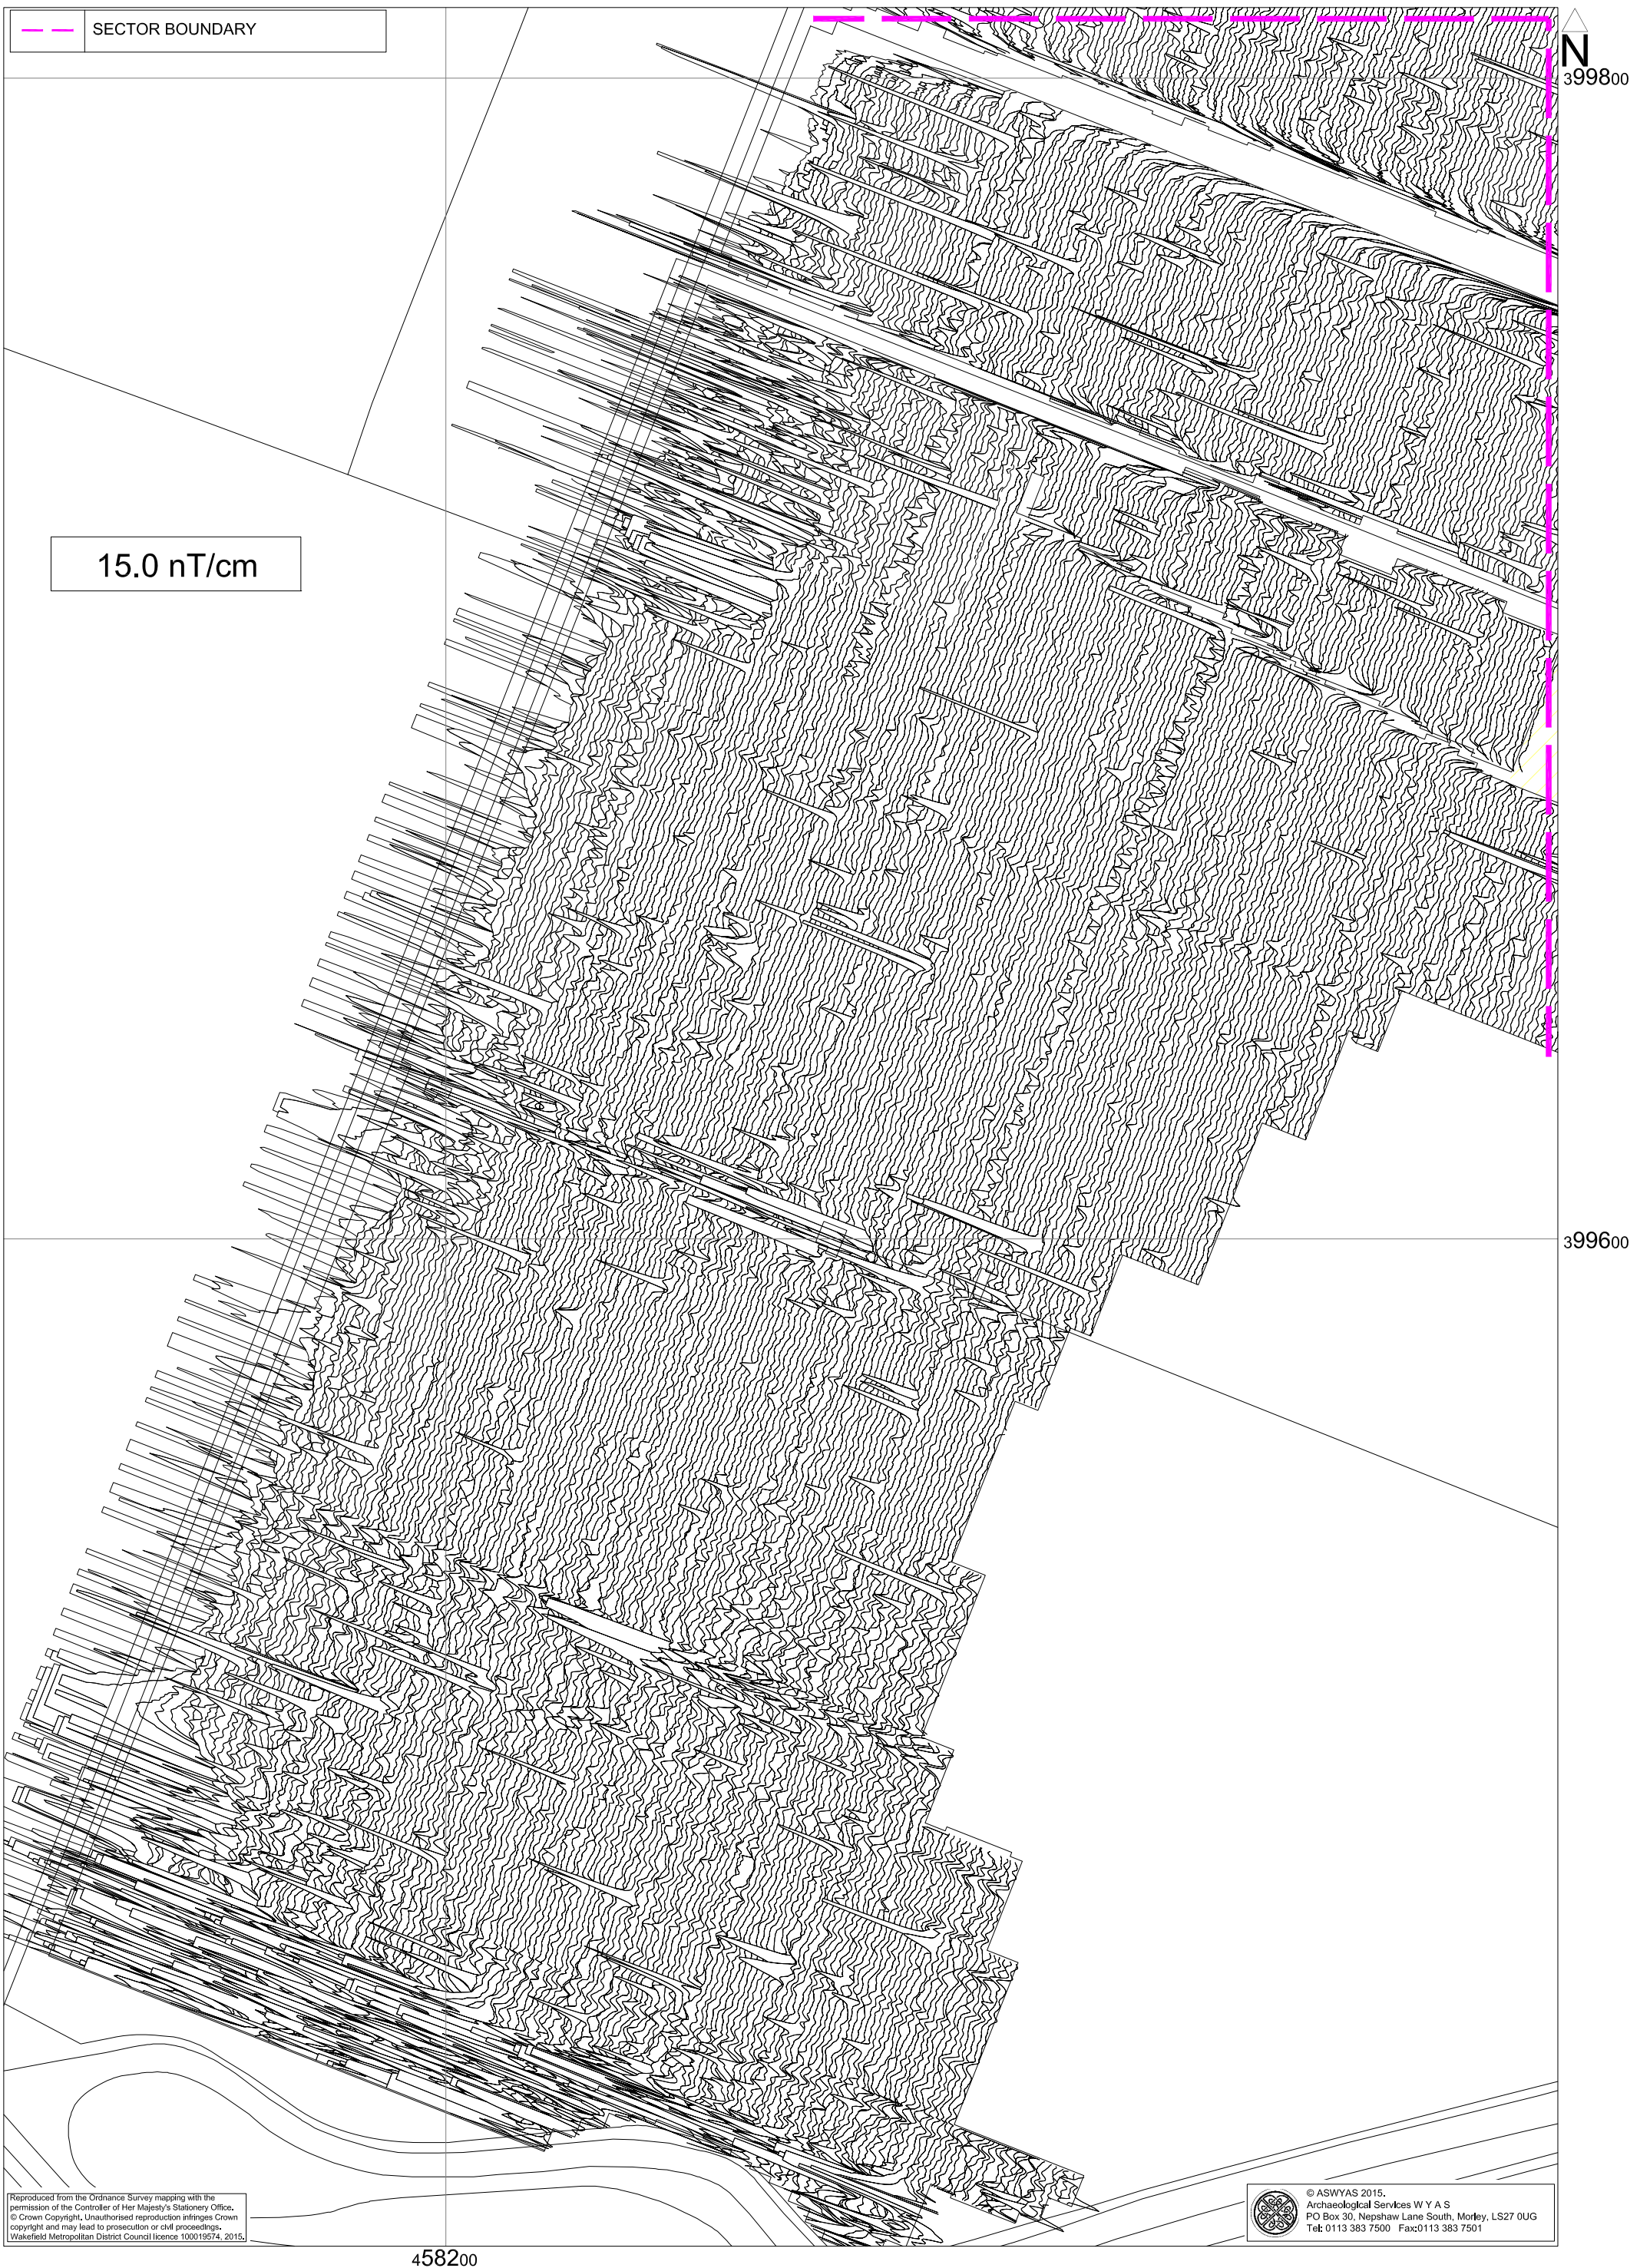 SECTOR BOUNDARY
N
399800
15.0 nT/cm
399600
Reproduced from the Ordnance Survey mapping with the
permission of the Controller of Her Majesty's Stationery Office.
© Crown Copyright. Unauthorised reproduction infringes Crown
copyright and may lead to prosecution or civil proceedings.
Wakefield Metropolitan District Council licence 100019574, 2015.
© ASWYAS 2015.
Archaeological Services W Y A S
PO Box 30, Nepshaw Lane South, Morley, LS27 0UG
Tel: 0113 383 7500 Fax:0113 383 7501
458200